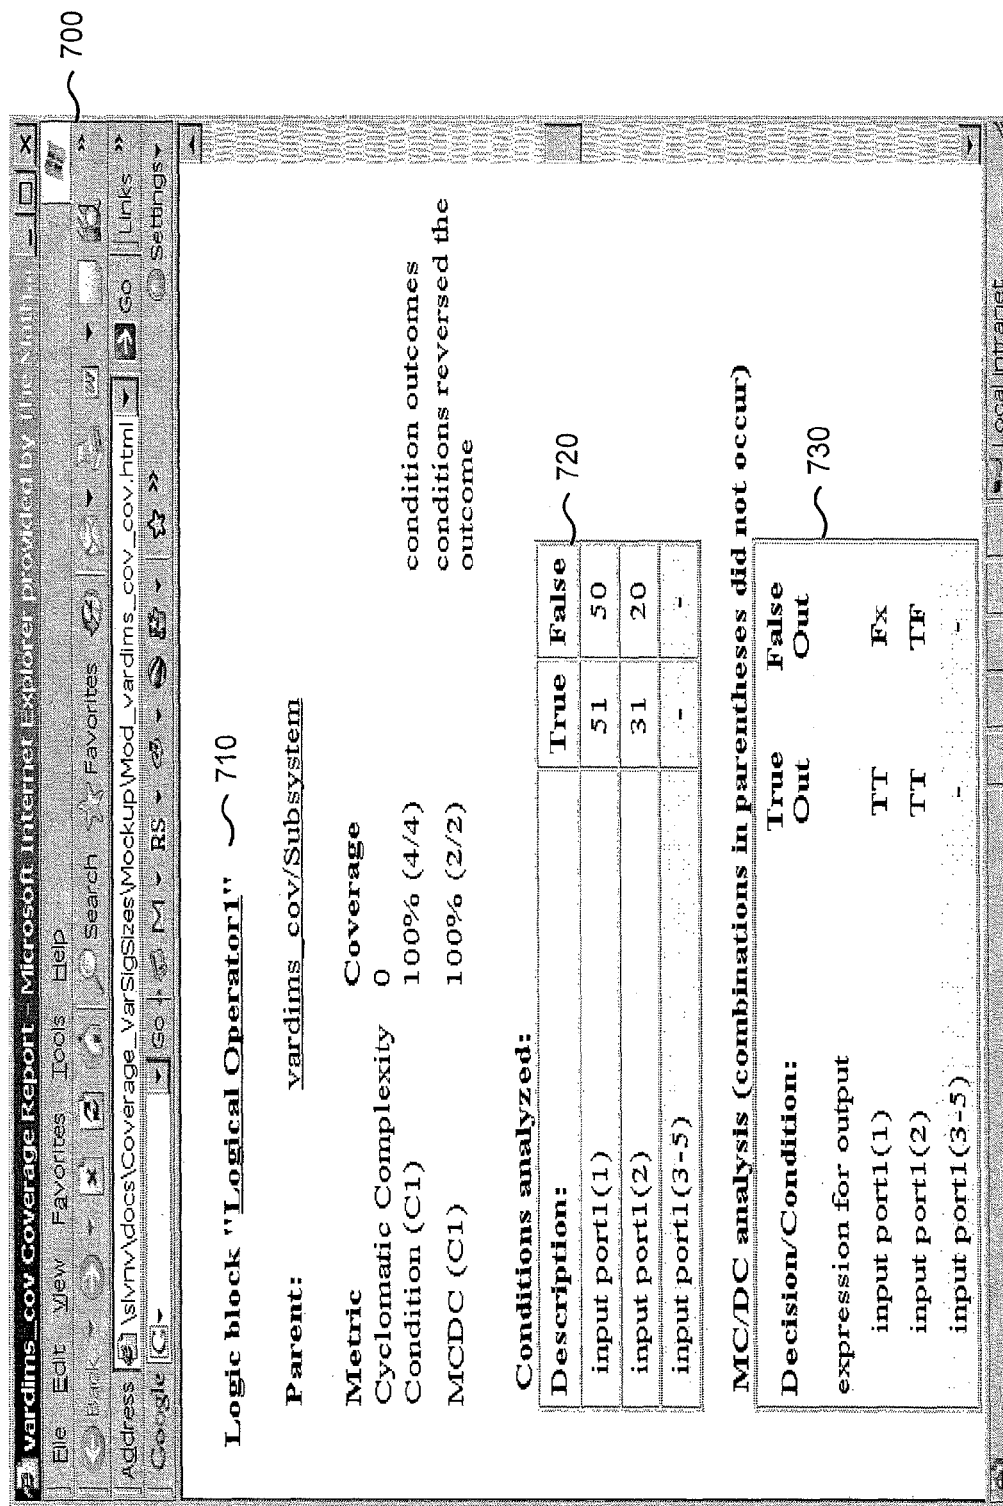 700
vardims_cov Coverage Report - Microsoft Internet Explorer provided by The
File Edit View Favorites Tools Help
Back Search Favorites
Address \slvnv\docs\Coverage_VarSigSizes\Mockup\Mod_vardims_cov_cov.html Go Links
Google Go M RS Settings
Logic block "Logical Operator1" 710
Parent: vardims_cov/Subsystem
Metric Coverage
Cyclomatic Complexity 0
Condition (C1) 100% (4/4) condition outcomes
conditions reversed the
MCDC (C1) 100% (2/2) outcome
Conditions analyzed:
Description: True False 720
input port1(1) 51 50
input port1(2) 31 20
input port1(3-5) - -
MC/DC analysis (combinations in parentheses did not occur)
Decision/Condition: True Out False Out 730
expression for output
input port1(1) TT Fx
input port1(2) TT TF
input port1(3-5) - -
Local intranet